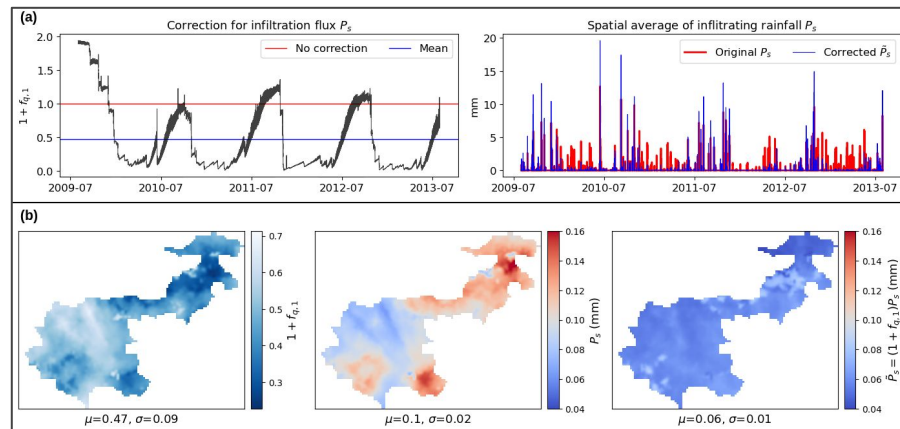 (a)
Correction for infiltration flux $P_s$
1 + $f_{q,1}$
2.0
1.5
1.0
0.5
0.0
No correction
Mean
2009-07
2010-07
2011-07
2012-07
2013-07
Spatial average of inflitrating rainfall $P_s$
mm
20
15
10
5
0
Original $P_s$
Corrected $\tilde{P}_s$
2009-07
2010-07
2011-07
2012-07
2013-07
(b)
0.7
0.6
0.5
0.4
0.3
1 + $f_{q,1}$
μ=0.47, σ=0.09
0.16
0.14
0.12
0.10
0.08
0.06
0.04
$P_s$ (mm)
μ=0.1, σ=0.02
0.16
0.14
0.12
0.10
0.08
0.06
0.04
$\tilde{P}_s = (1 + f_{q,1})P_s$ (mm)
μ=0.06, σ=0.01